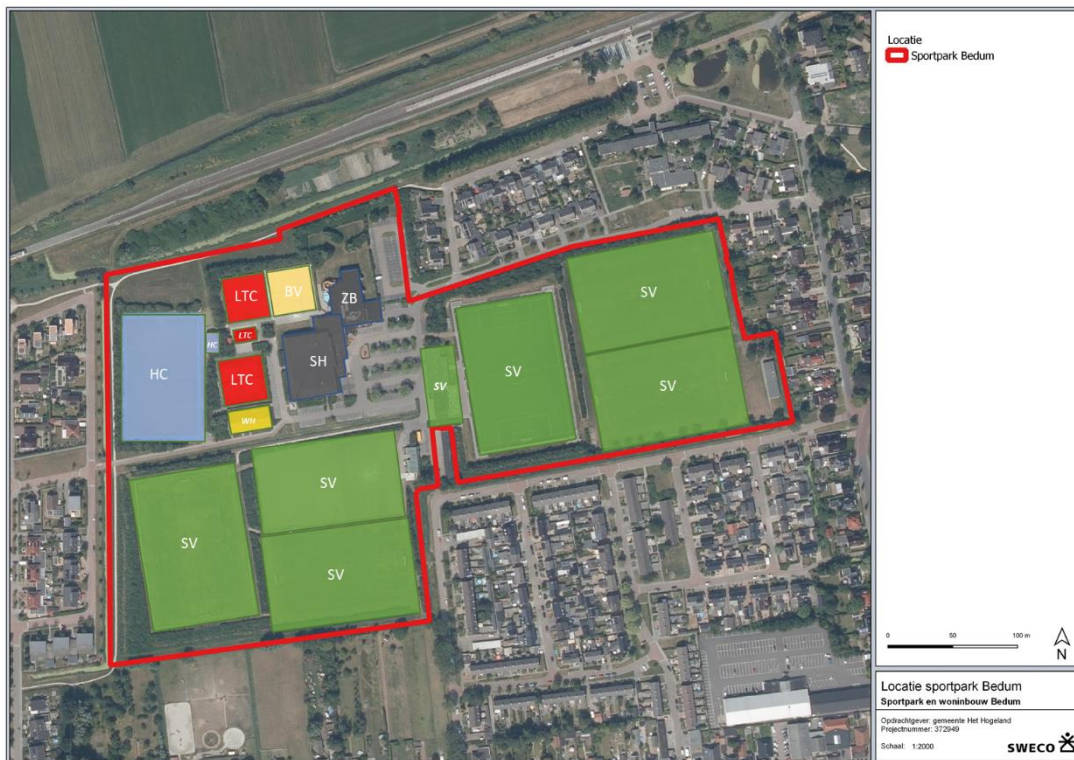 Locatie
Sportpark Bedum
SV
LTC
BV
ZB
LTC
HC
SV
HC
SH
SV
SV
LTC
SV
WH
SV
SV
SV
0 50 100 m
N
Locatie sportpark Bedum
Sportpark en woninbouw Bedum
Opdrachtgever: gemeente Het Hogeland
Projectnummer: 372949
Schaal: 1:2000
SWECO